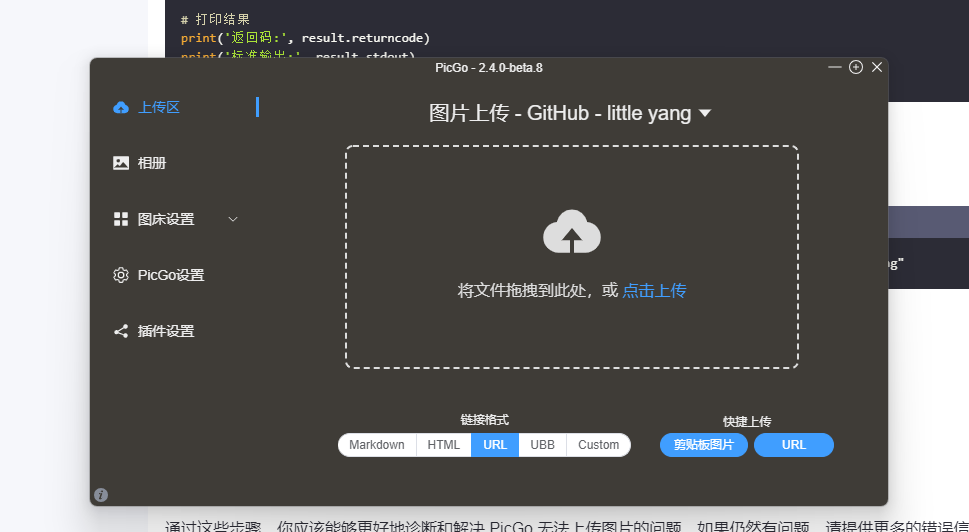 # 打印结果
print('返回码:', result.returncode)
print('标准输出:', result.stdout)
PicGo - 2.4.0-beta.8
上传区
图片上传 - GitHub - little yang
相册
图床设置
ng"
PicGo设置
将文件拖拽到此处，或 点击上传
插件设置
链接格式
快捷上传
Markdown HTML URL UBB Custom
剪贴板图片 URL
通过这些步骤，你应该能够更好地诊断和解决 PicGo 无法上传图片的问题。如果仍然有问题，请提供更多的错误信